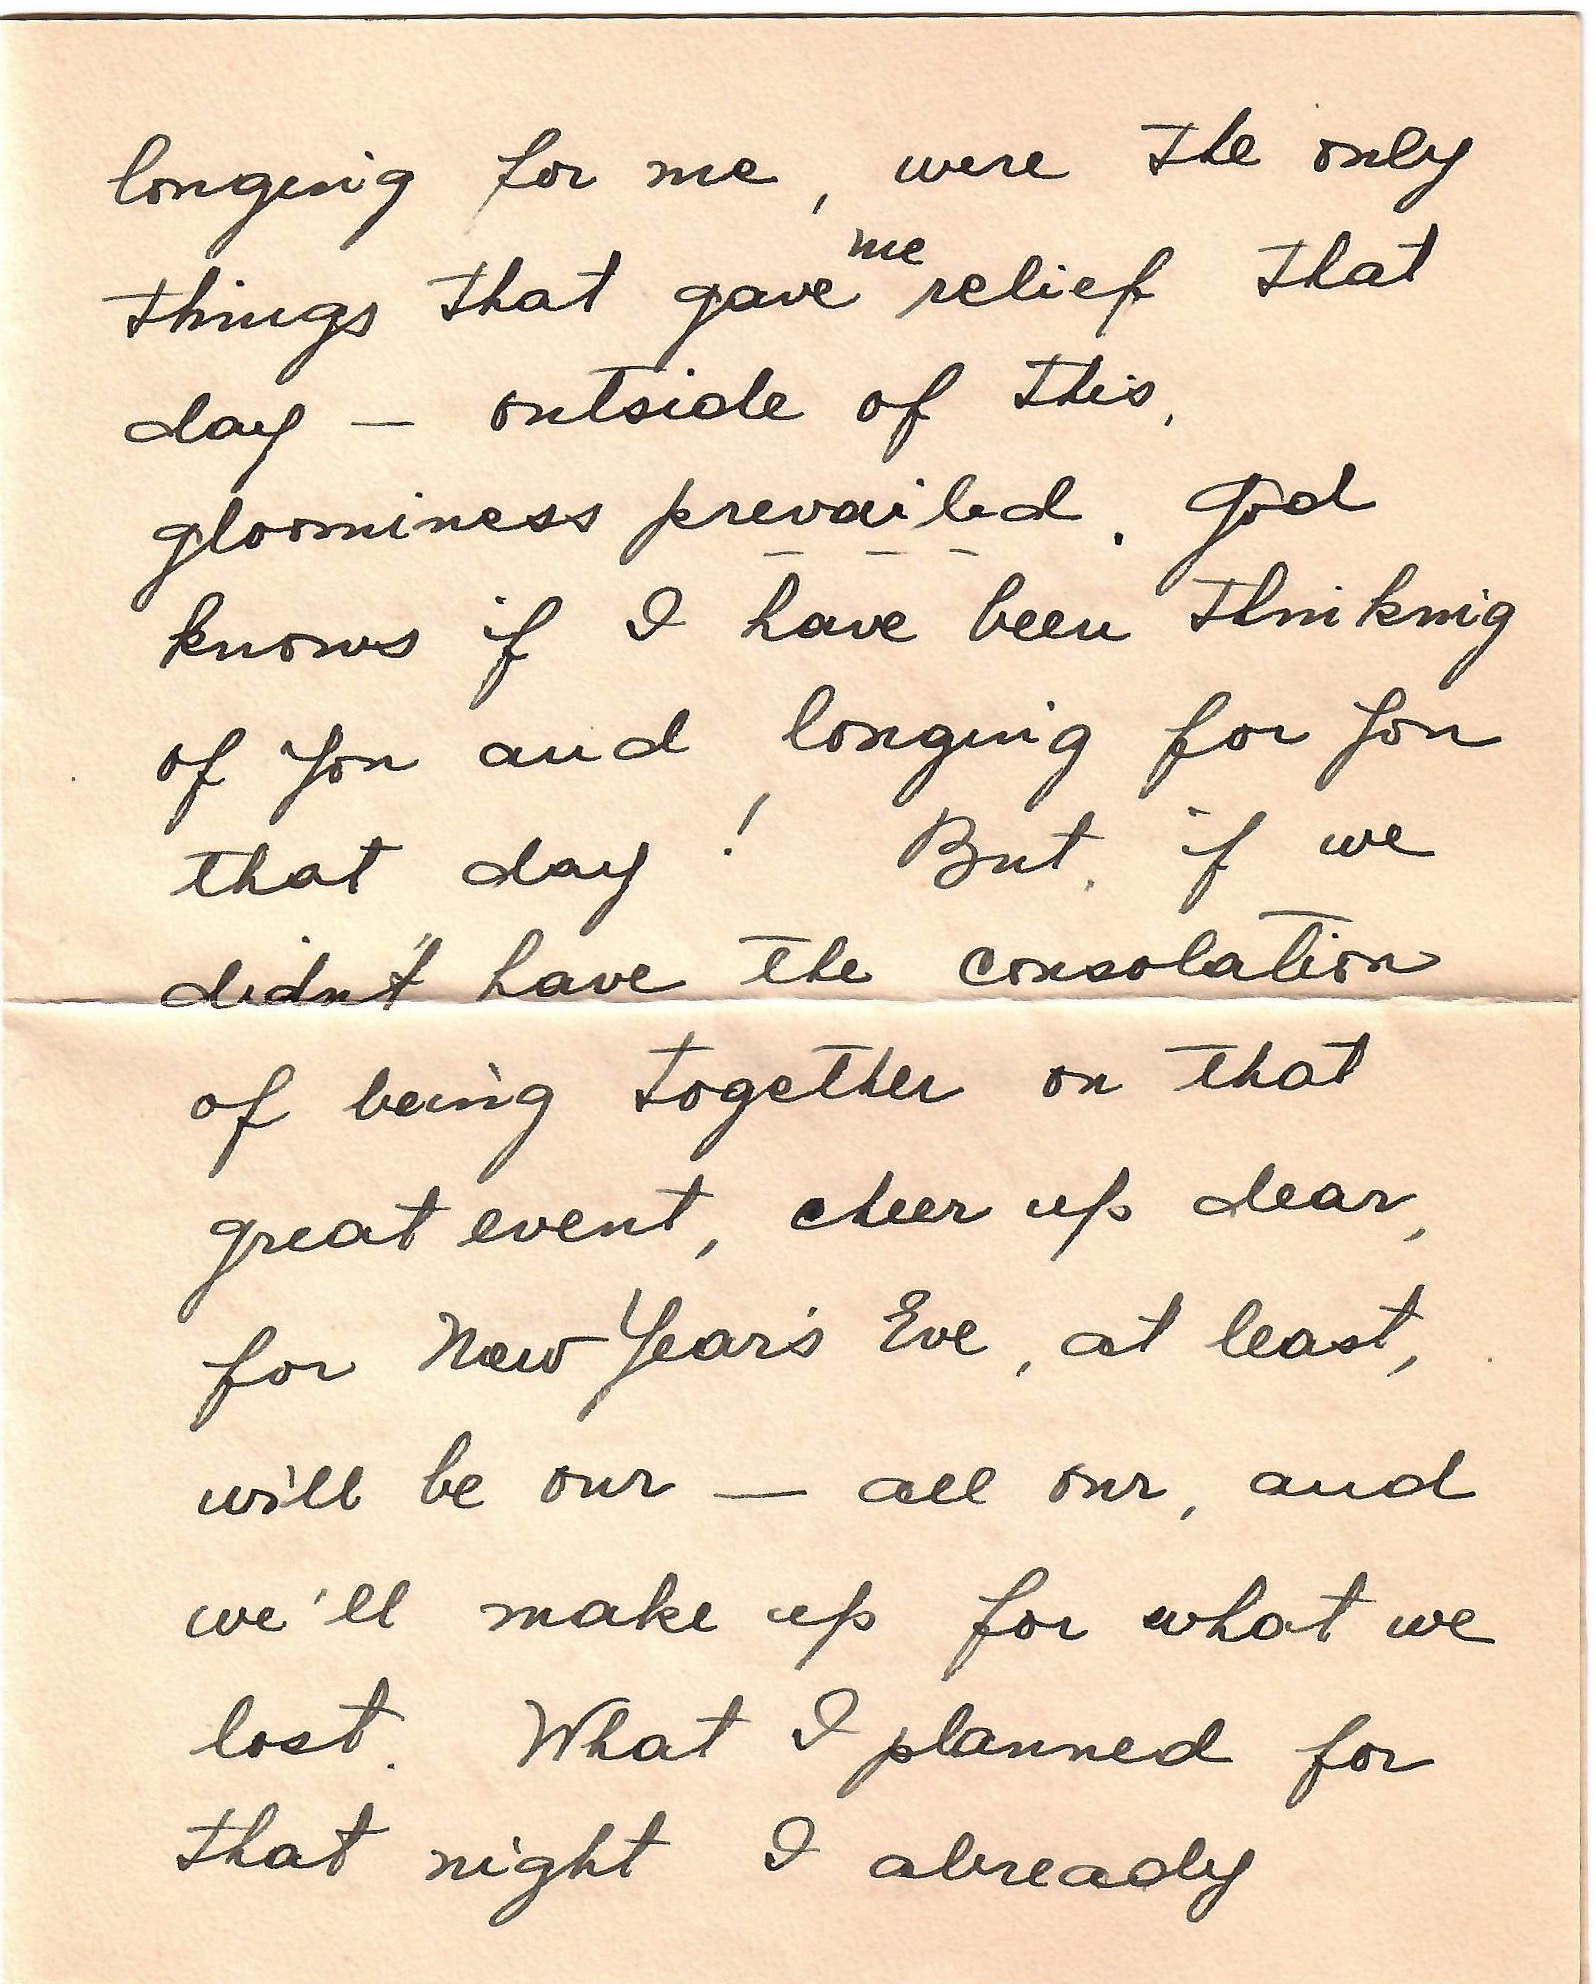 longing for me, were the only
things that gave me relief that
day — outside of this,
gloominess prevailed. God
knows if I have been thinking
of you and longing for you
that day! But, if we
didn't have the consolation
of being together on that
great event, cheer up dear,
for New Year's Eve, at least,
will be our — all our, and
we'll make up for what we
lost. What I planned for
that night I already